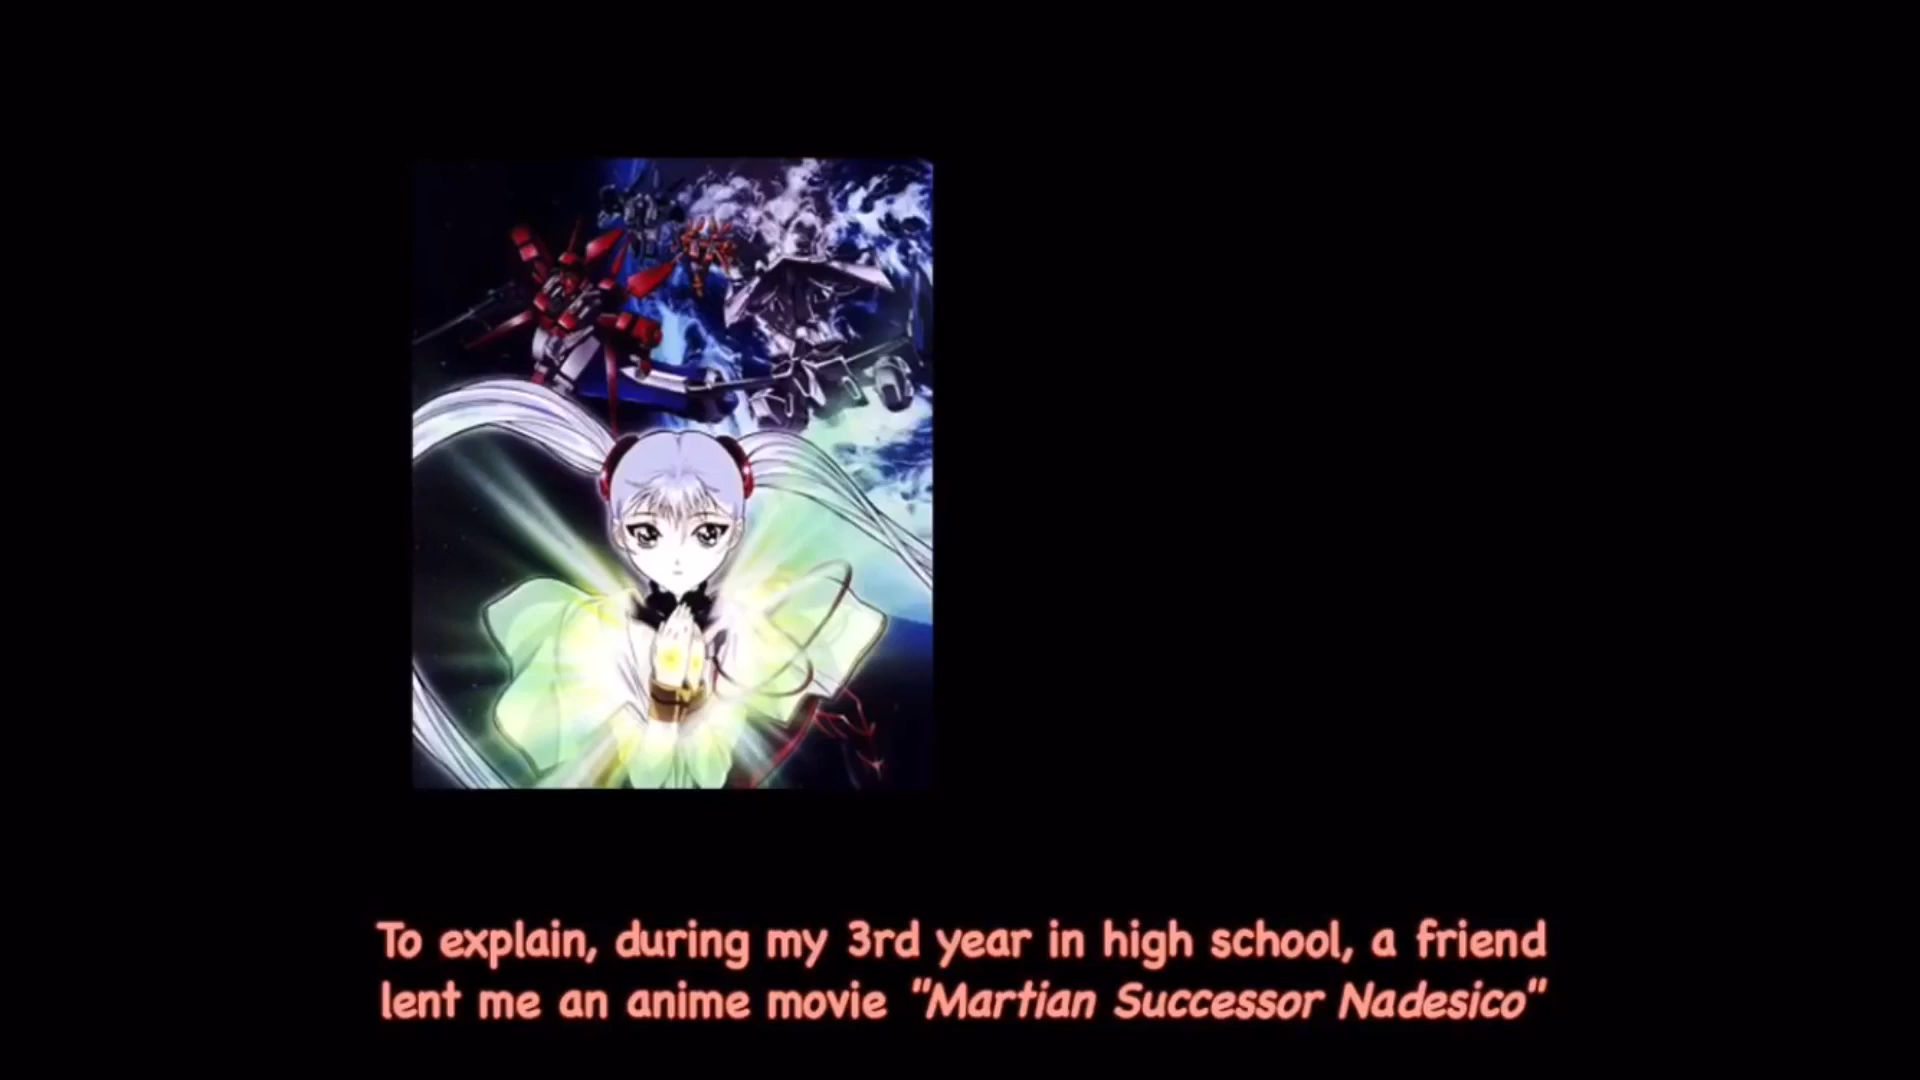 To explain, during my 3rd year in high school, a friend
lent me an anime movie "Martian Successor Nadesico"